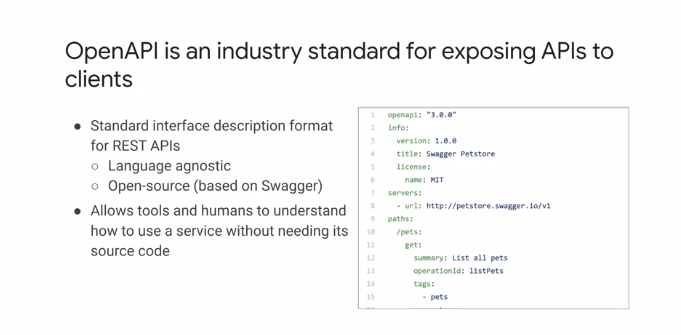 OpenAPI is an industry standard for exposing APIs to
clients
● Standard interface description format
for REST APIs
○ Language agnostic
○ Open-source (based on Swagger)
● Allows tools and humans to understand
how to use a service without needing its
source code
1 openapi: "3.0.0"
2 info:
3   version: 1.0.0
4   title: Swagger Petstore
5   license:
6     name: MIT
7 servers:
8   - url: http://petstore.swagger.io/v1
9 paths:
10   /pets:
11     get:
12       summary: List all pets
13       operationId: listPets
14       tags:
15         - pets